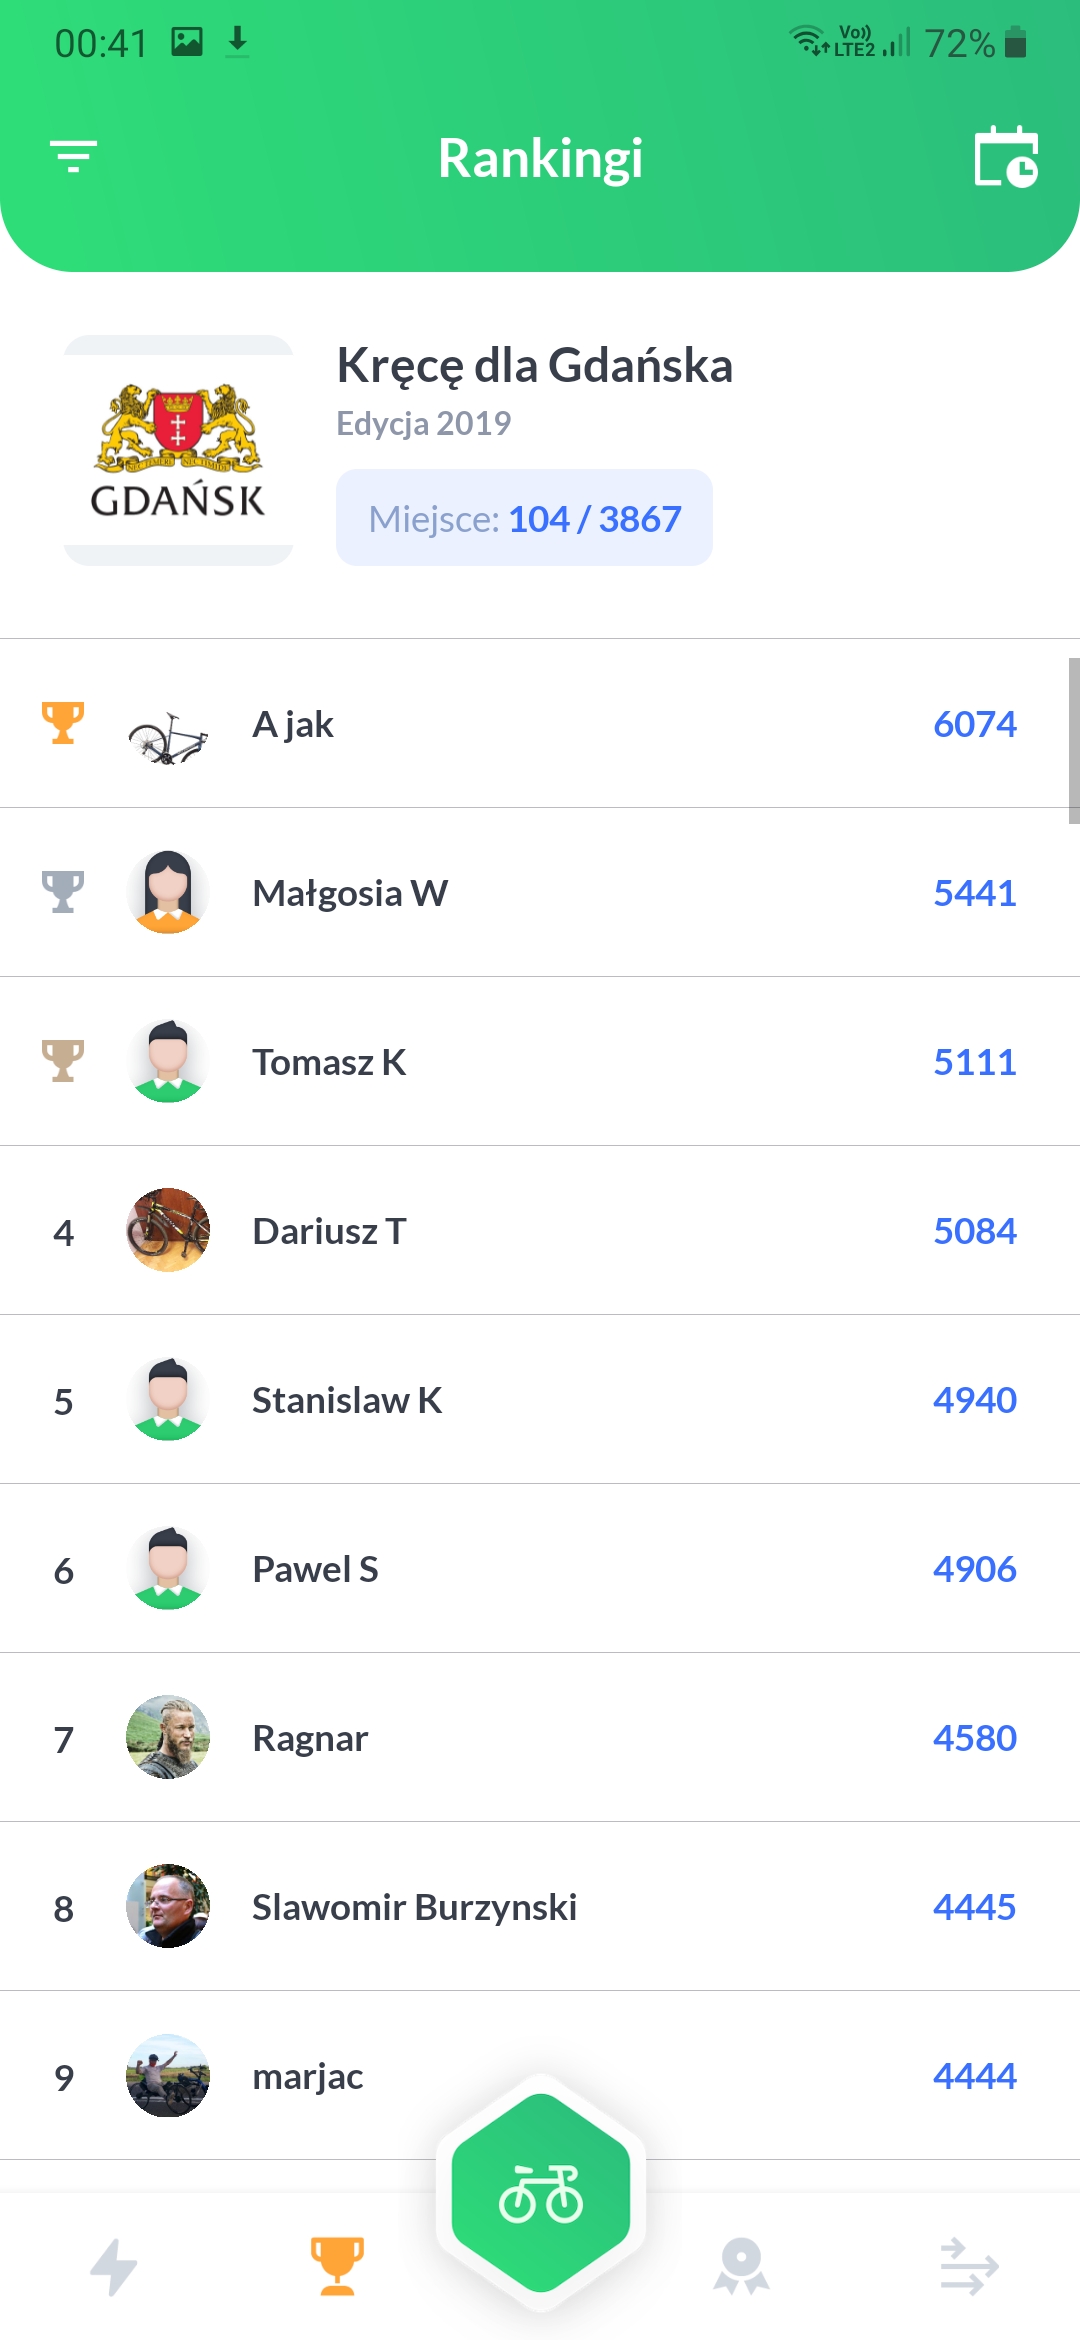 00:41
Vo)) LTE2 72%
Rankingi
GDAŃSK
Kręcę dla Gdańska
Edycja 2019
Miejsce: 104 / 3867
A jak 6074
Małgosia W 5441
Tomasz K 5111
4 Dariusz T 5084
5 Stanislaw K 4940
6 Pawel S 4906
7 Ragnar 4580
8 Slawomir Burzynski 4445
9 marjac 4444